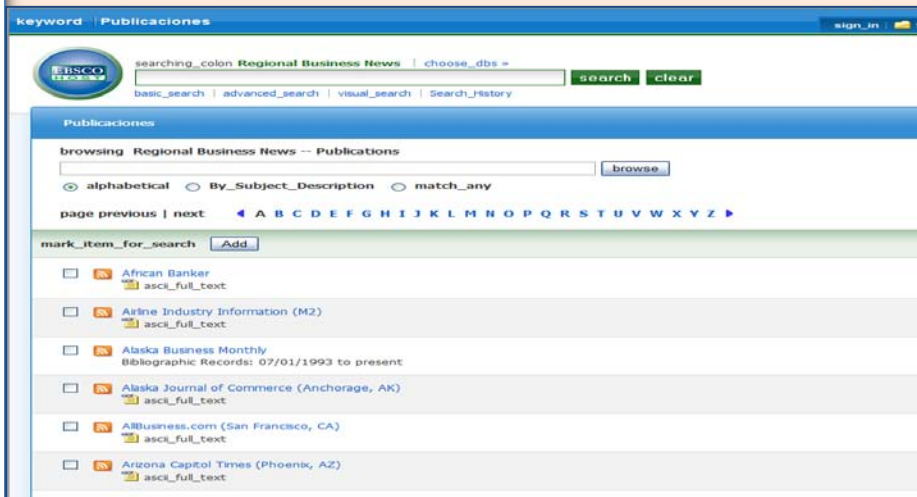 keyword Publicaciones
sign_in
EBSCO
HOST
searching_colon Regional Business News | choose_dbs »
search clear
basic_search | advanced_search | visual_search | Search_History
Publicaciones
browsing Regional Business News -- Publications
browse
alphabetical By_Subject_Description match_any
page previous | next A B C D E F G H I J K L M N O P Q R S T U V W X Y Z
mark_item_for_search Add
African Banker
ascii_full_text
Airline Industry Information (M2)
ascii_full_text
Alaska Business Monthly
Bibliographic Records: 07/01/1993 to present
Alaska Journal of Commerce (Anchorage, AK)
ascii_full_text
AllBusiness.com (San Francisco, CA)
ascii_full_text
Arizona Capitol Times (Phoenix, AZ)
ascii_full_text